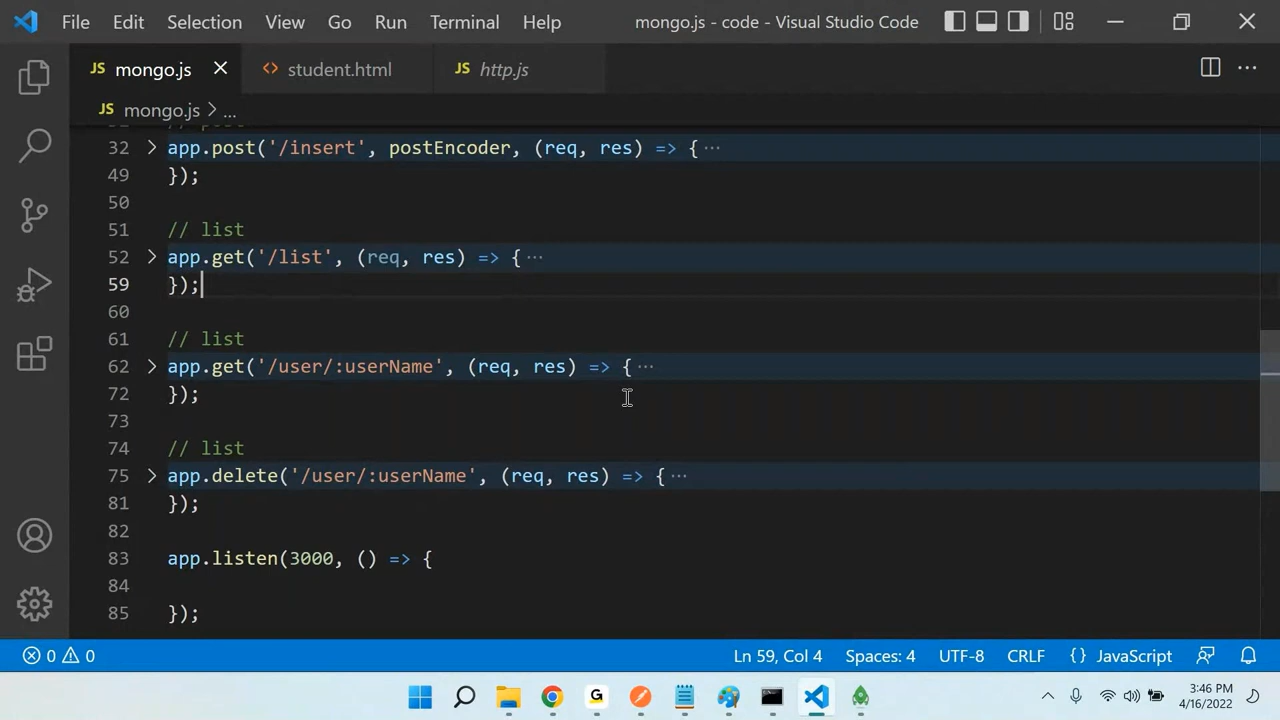 File Edit Selection View Go Run Terminal Help mongo.js - code - Visual Studio Code
JS mongo.js student.html JS http.js
JS mongo.js > ...
32 app.post('/insert', postEncoder, (req, res) => {···
49 });
50
51 // list
52 app.get('/list', (req, res) => {···
59 });
60
61 // list
62 app.get('/user/:userName', (req, res) => {···
72 });
73
74 // list
75 app.delete('/user/:userName', (req, res) => {···
81 });
82
83 app.listen(3000, () => {
84
85 });
0 0 Ln 59, Col 4 Spaces: 4 UTF-8 CRLF {} JavaScript
G 3:46 PM
4/16/2022